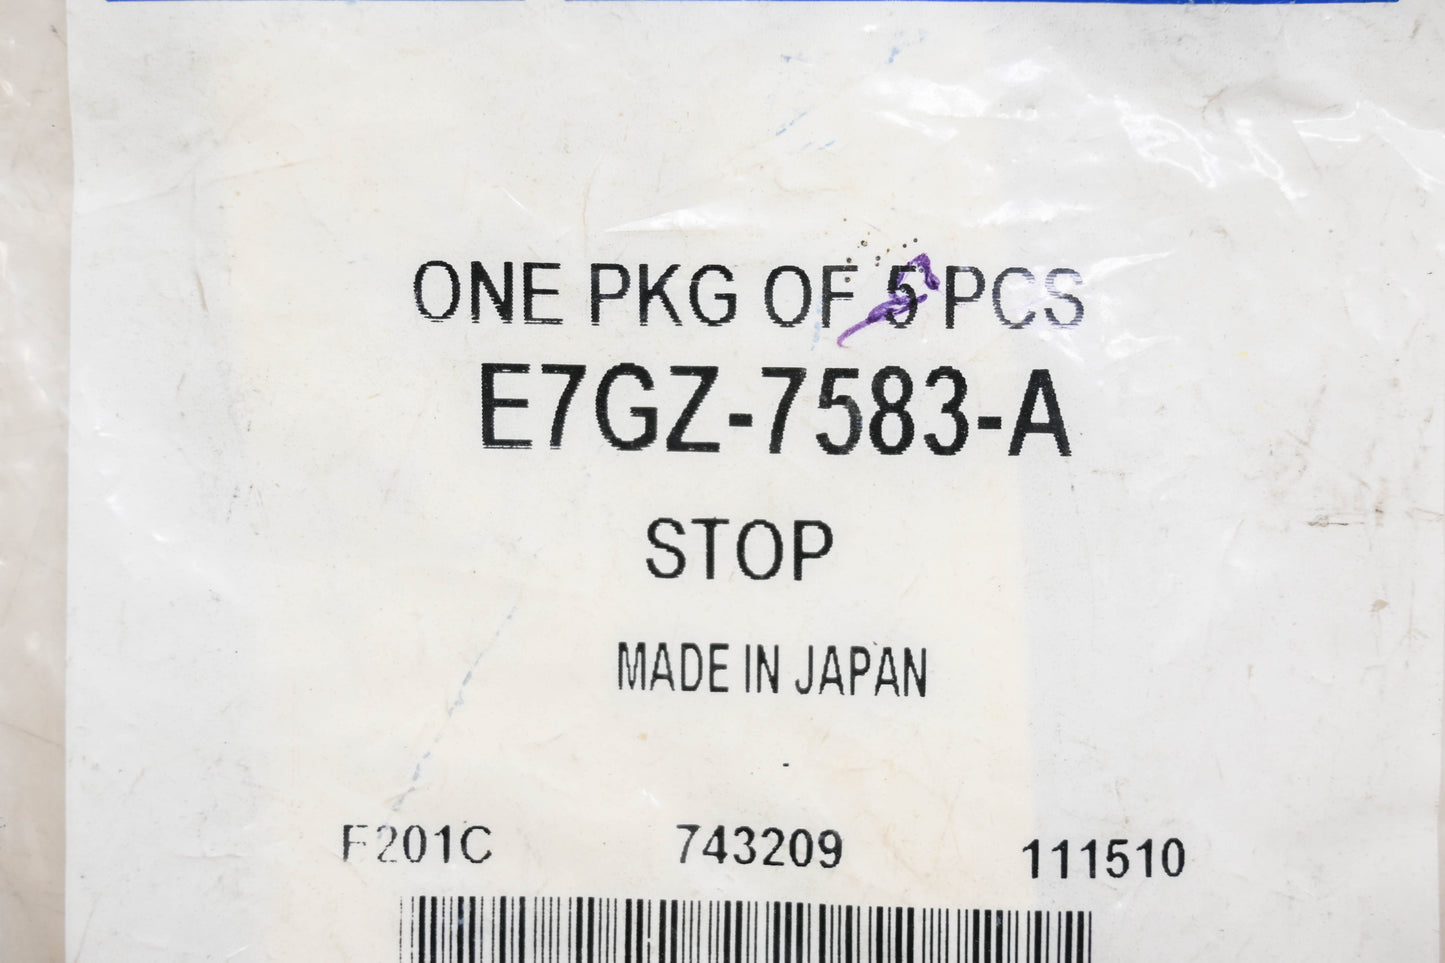 ONE PKG OF 5 PCS
E7GZ-7583-A
STOP
MADE IN JAPAN
F201C 743209 111510